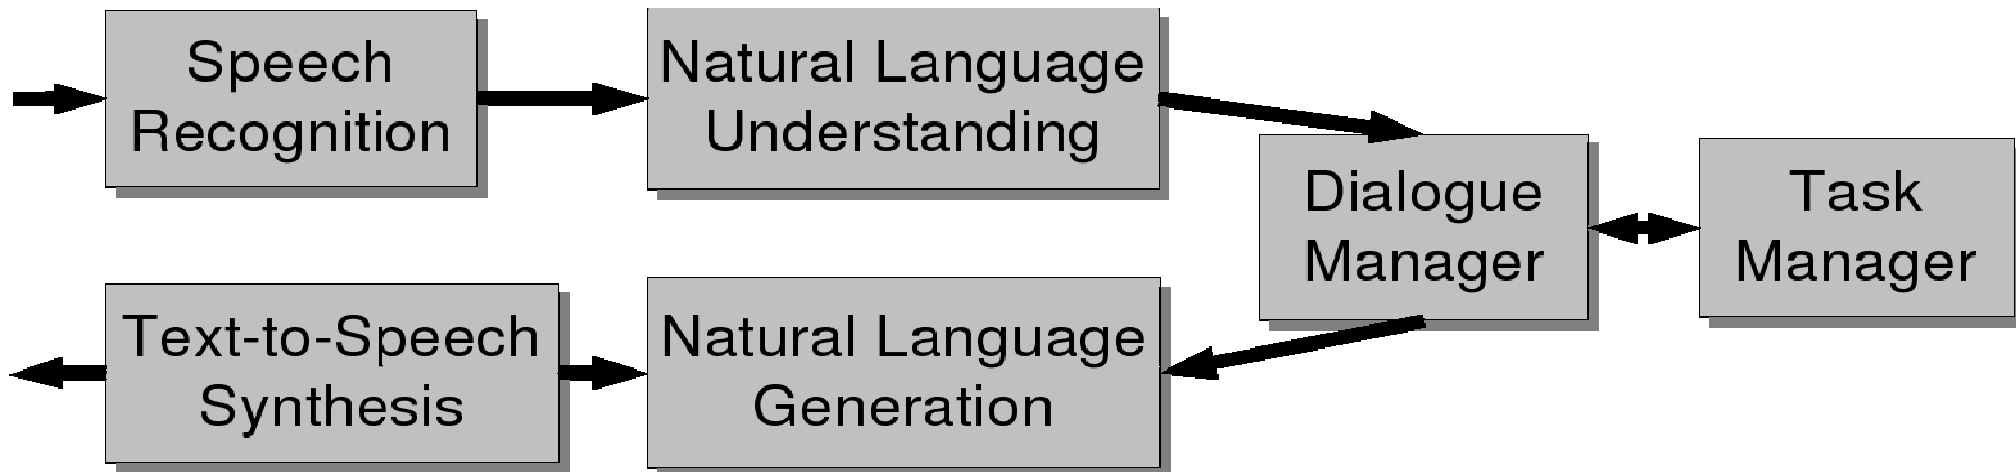 Speech
Recognition
Natural Language
Understanding
Dialogue
Manager
Task
Manager
Text-to-Speech
Synthesis
Natural Language
Generation